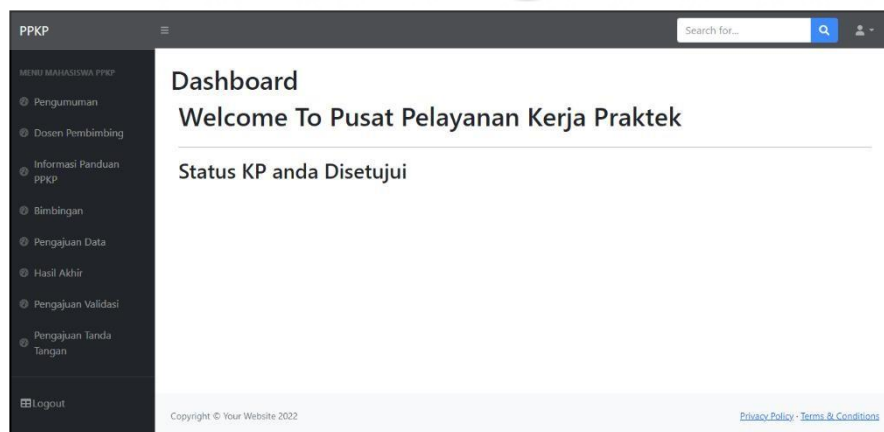 PPKP
Search for...
MENU MAHASISWA PPKP
Pengumuman
Dosen Pembimbing
Informasi Panduan
PPKP
Bimbingan
Pengajuan Data
Hasil Akhir
Pengajuan Validasi
Pengajuan Tanda
Tangan
Logout
Dashboard
Welcome To Pusat Pelayanan Kerja Praktek
Status KP anda Disetujui
Copyright © Your Website 2022
Privacy Policy · Terms & Conditions